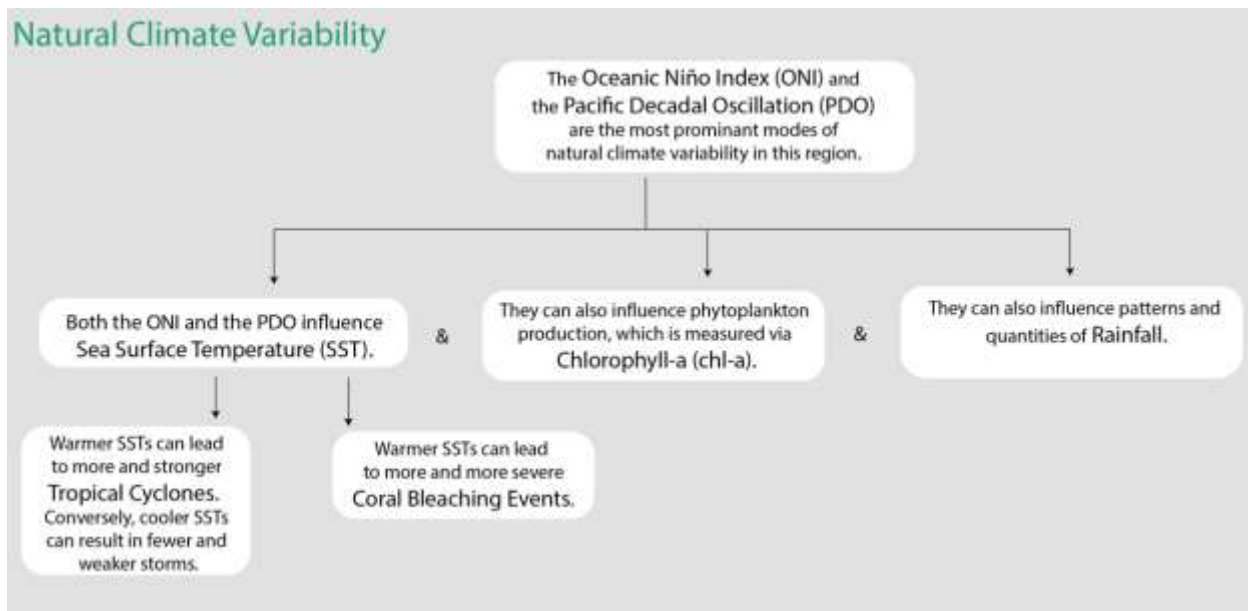 Natural Climate Variability
The Oceanic Niño Index (ONI) and
the Pacific Decadal Oscillation (PDO)
are the most prominant modes of
natural climate variability in this region.
Both the ONI and the PDO influence
Sea Surface Temperature (SST).
&
They can also influence phytoplankton
production, which is measured via
Chlorophyll-a (chl-a).
&
They can also influence patterns and
quantities of Rainfall.
Warmer SSTs can lead
to more and stronger
Tropical Cyclones.
Conversely, cooler SSTs
can result in fewer and
weaker storms.
Warmer SSTs can lead
to more and more severe
Coral Bleaching Events.